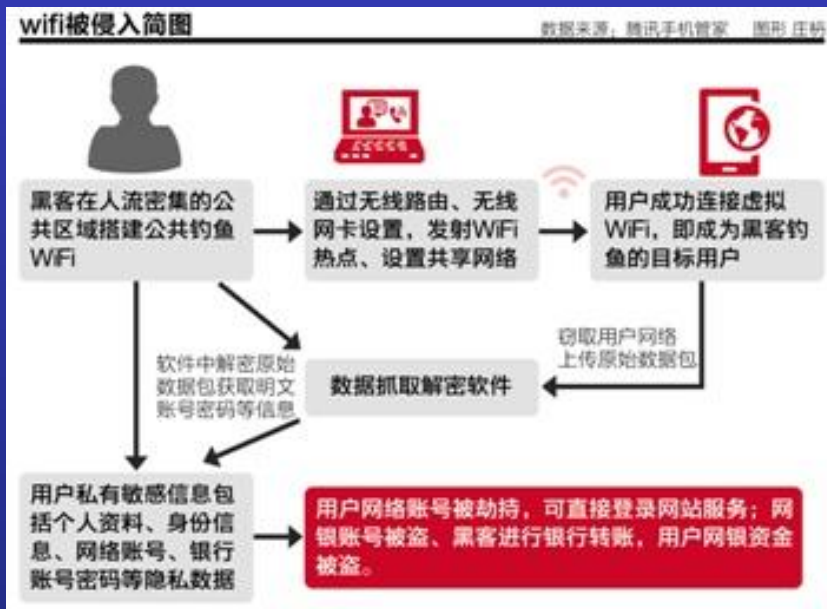 wifi被侵入简图
数据来源：腾讯手机管家 图形 庄枬
黑客在人流密集的公
共区域搭建公共钓鱼
WiFi
通过无线路由、无线
网卡设置，发射WiFi
热点、设置共享网络
用户成功连接虚拟
WiFi，即成为黑客钓
鱼的目标用户
窃取用户网络
上传原始数据包
软件中解密原始
数据包获取明文
账号密码等信息
数据抓取解密软件
用户私有敏感信息包
括个人资料、身份信
息、网络账号、银行
账号密码等隐私数据
用户网络账号被劫持，可直接登录网站服务；网
银账号被盗、黑客进行银行转账，用户网银资金
被盗。